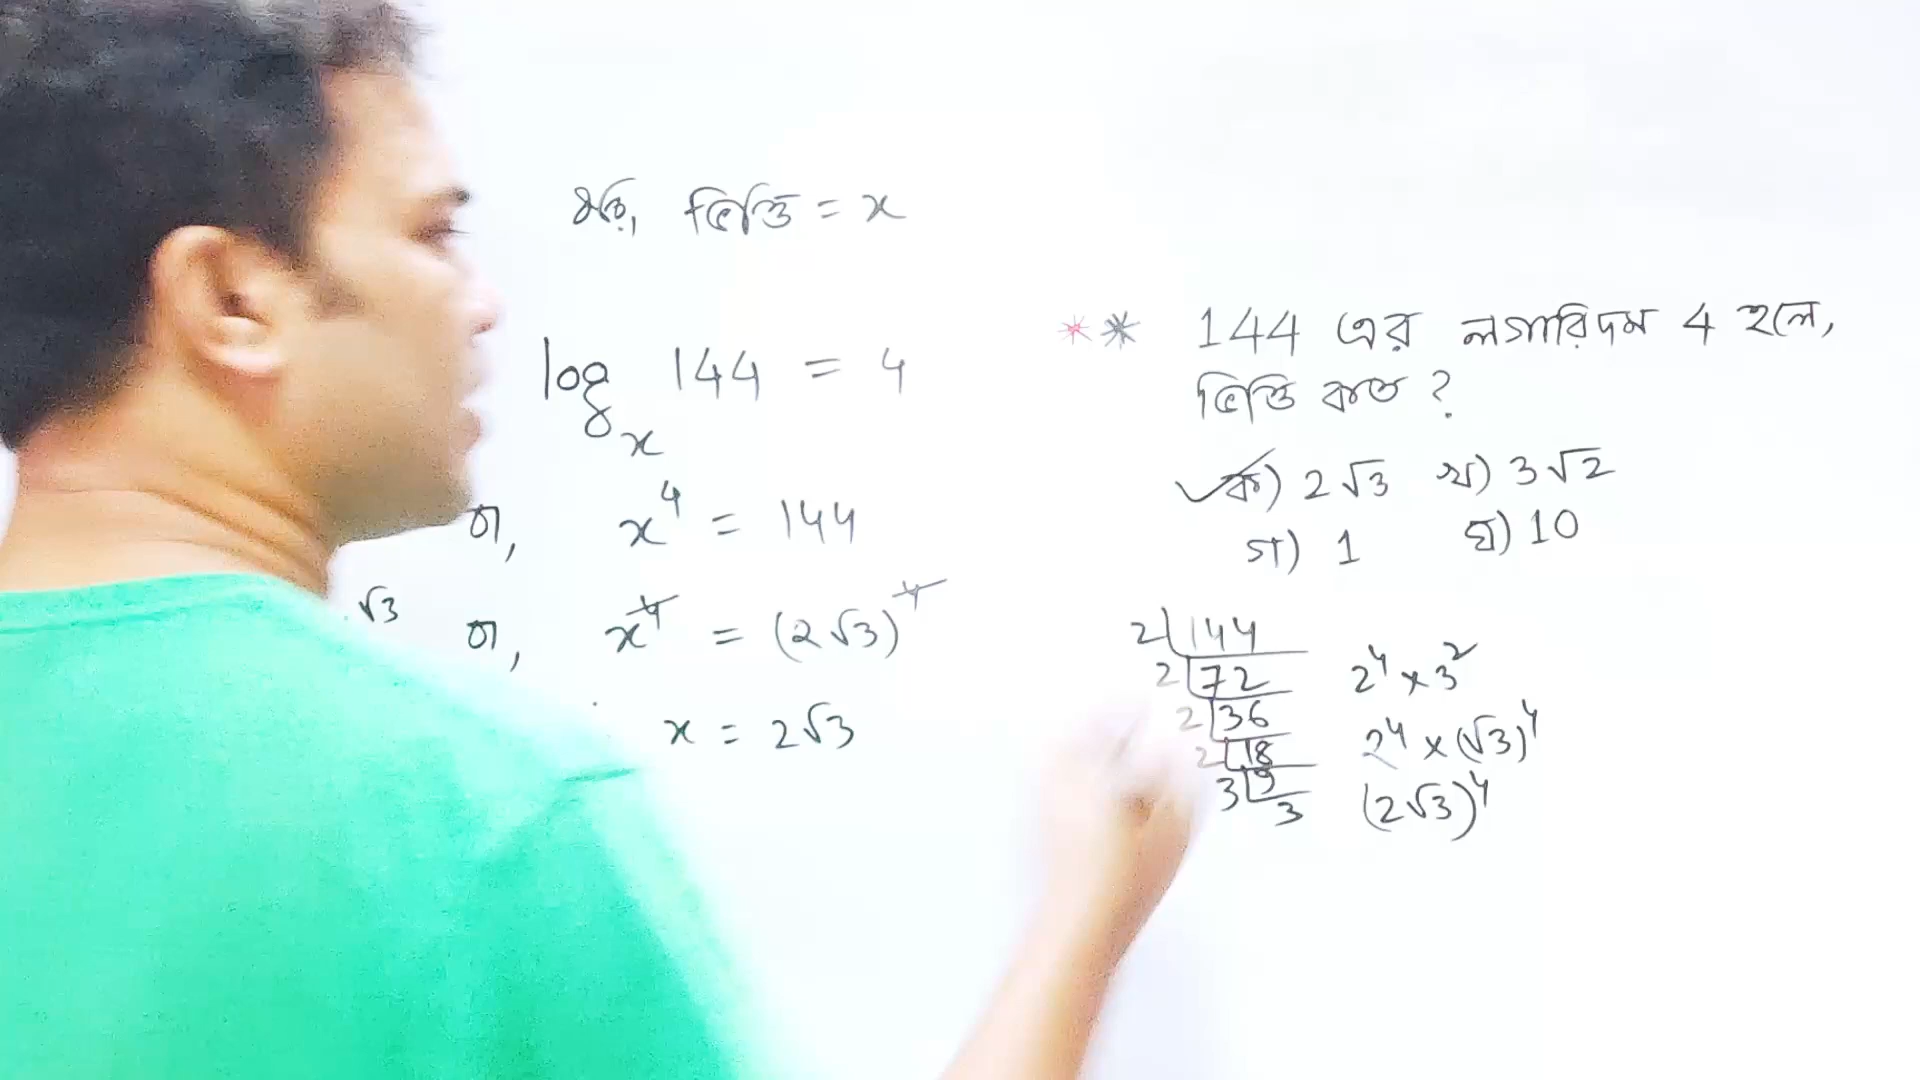 ধরি, ভিত্তি = x
log_x 144 = 4
বা, x^4 = 144
√3
বা, x^4 = (2√3)^4
x = 2√3
** 144 এর লগারিদম 4 হলে,
ভিত্তি কত ?
ক) 2√3 খ) 3√2
গ) 1 ঘ) 10
2 144
2 72
2 36
2 18
3 9
3
2^4 × 3^2
2^4 × (√3)^4
(2√3)^4